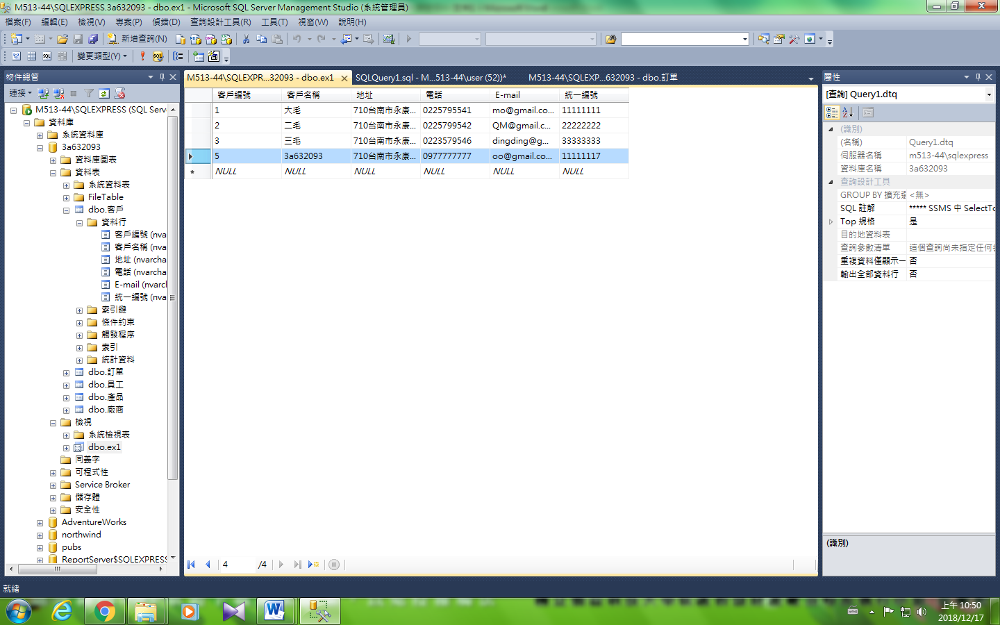 M513-44\SQLEXPRESS.3a632093 - dbo.ex1 - Microsoft SQL Server Management Studio (系統管理員)
檔案(F) 編輯(E) 檢視(V) 專案(P) 偵錯(D) 查詢設計工具(R) 工具(T) 視窗(W) 說明(H)
新增查詢(N)
變更類型(Y)
物件總管
連接
M513-44\SQLEXPRESS (SQL Serv
資料庫
系統資料庫
3a632093
資料庫圖表
資料表
系統資料表
FileTable
dbo.客戶
資料行
客戶編號 (nva
客戶名稱 (nva
地址 (nvarcha
電話 (nvarcha
E-mail (nvarcl
統一編號 (nva
索引鍵
條件約束
觸發程序
索引
統計資料
dbo.訂單
dbo.員工
dbo.產品
dbo.廠商
檢視
系統檢視表
dbo.ex1
同義字
可程式性
Service Broker
儲存體
安全性
AdventureWorks
northwind
pubs
ReportServer$SQLEXPRESS
M513-44\SQLEXPR...32093 - dbo.ex1 SQLQuery1.sql - M...513-44\user (52))* M513-44\SQLEXP...632093 - dbo.訂單
客戶編號 客戶名稱 地址 電話 E-mail 統一編號
1 大毛 710台南市永康... 0225795541 mo@gmail.co... 11111111
2 二毛 710台南市永康... 0225799542 QM@gmail.c... 22222222
3 三毛 710台南市永康... 0223579546 dingding@g... 33333333
5 3a632093 710台南市永康... 0977777777 oo@gmail.co... 11111117
NULL NULL NULL NULL NULL NULL
4 /4
屬性
[查詢] Query1.dtq
(識別)
(名稱) Query1.dtq
伺服器名稱 m513-44\sqlexpress
資料庫名稱 3a632093
查詢設計工具
GROUP BY 擴充選 <無>
SQL 註解 ***** SSMS 中 SelectTo
Top 規格 是
目的地資料表
查詢參數清單 這個查詢尚未指定任何參
重複資料僅顯示一 否
輸出全部資料行 否
(識別)
就緒
上午 10:50
2018/12/17